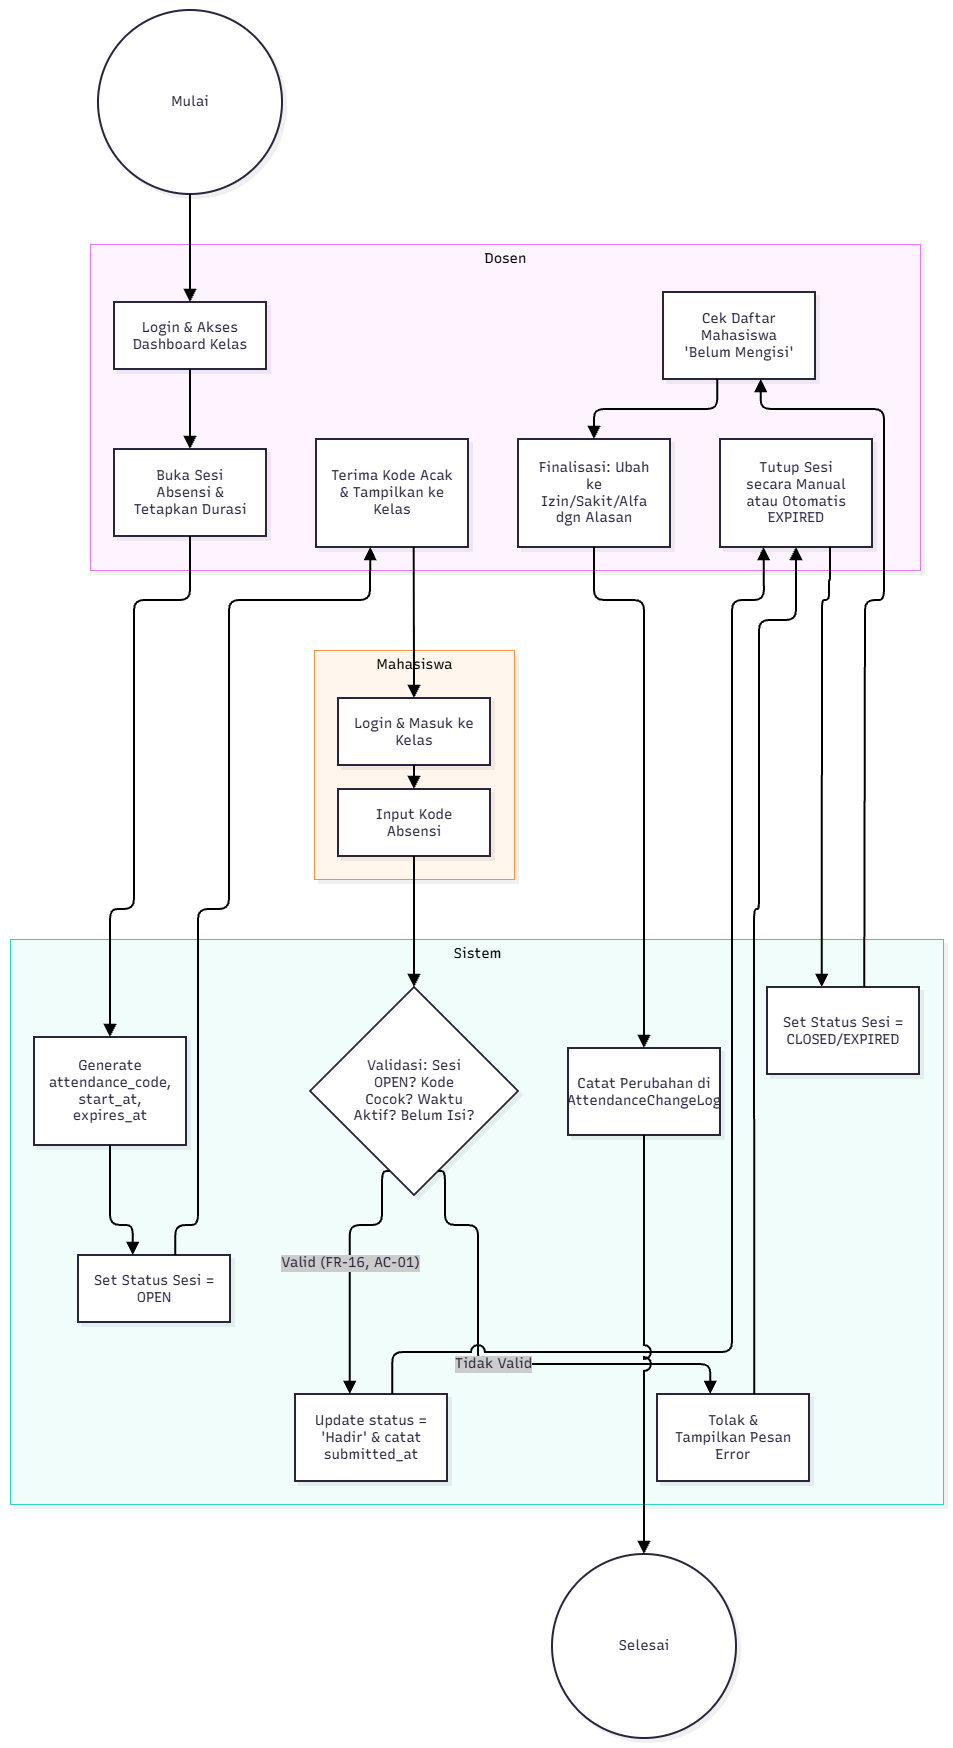 Mulai
Dosen
Login & Akses
Dashboard Kelas
Cek Daftar
Mahasiswa
'Belum Mengisi'
Buka Sesi
Absensi &
Tetapkan Durasi
Terima Kode Acak
& Tampilkan ke
Kelas
Finalisasi: Ubah
ke
Izin/Sakit/Alfa
dgn Alasan
Tutup Sesi
secara Manual
atau Otomatis
EXPIRED
Mahasiswa
Login & Masuk ke
Kelas
Input Kode
Absensi
Sistem
Generate
attendance_code,
start_at,
expires_at
Validasi: Sesi
OPEN? Kode
Cocok? Waktu
Aktif? Belum Isi?
Catat Perubahan di
AttendanceChangeLog
Set Status Sesi =
CLOSED/EXPIRED
Set Status Sesi =
OPEN
Valid (FR-16, AC-01)
Tidak Valid
Update status =
'Hadir' & catat
submitted_at
Tolak &
Tampilkan Pesan
Error
Selesai